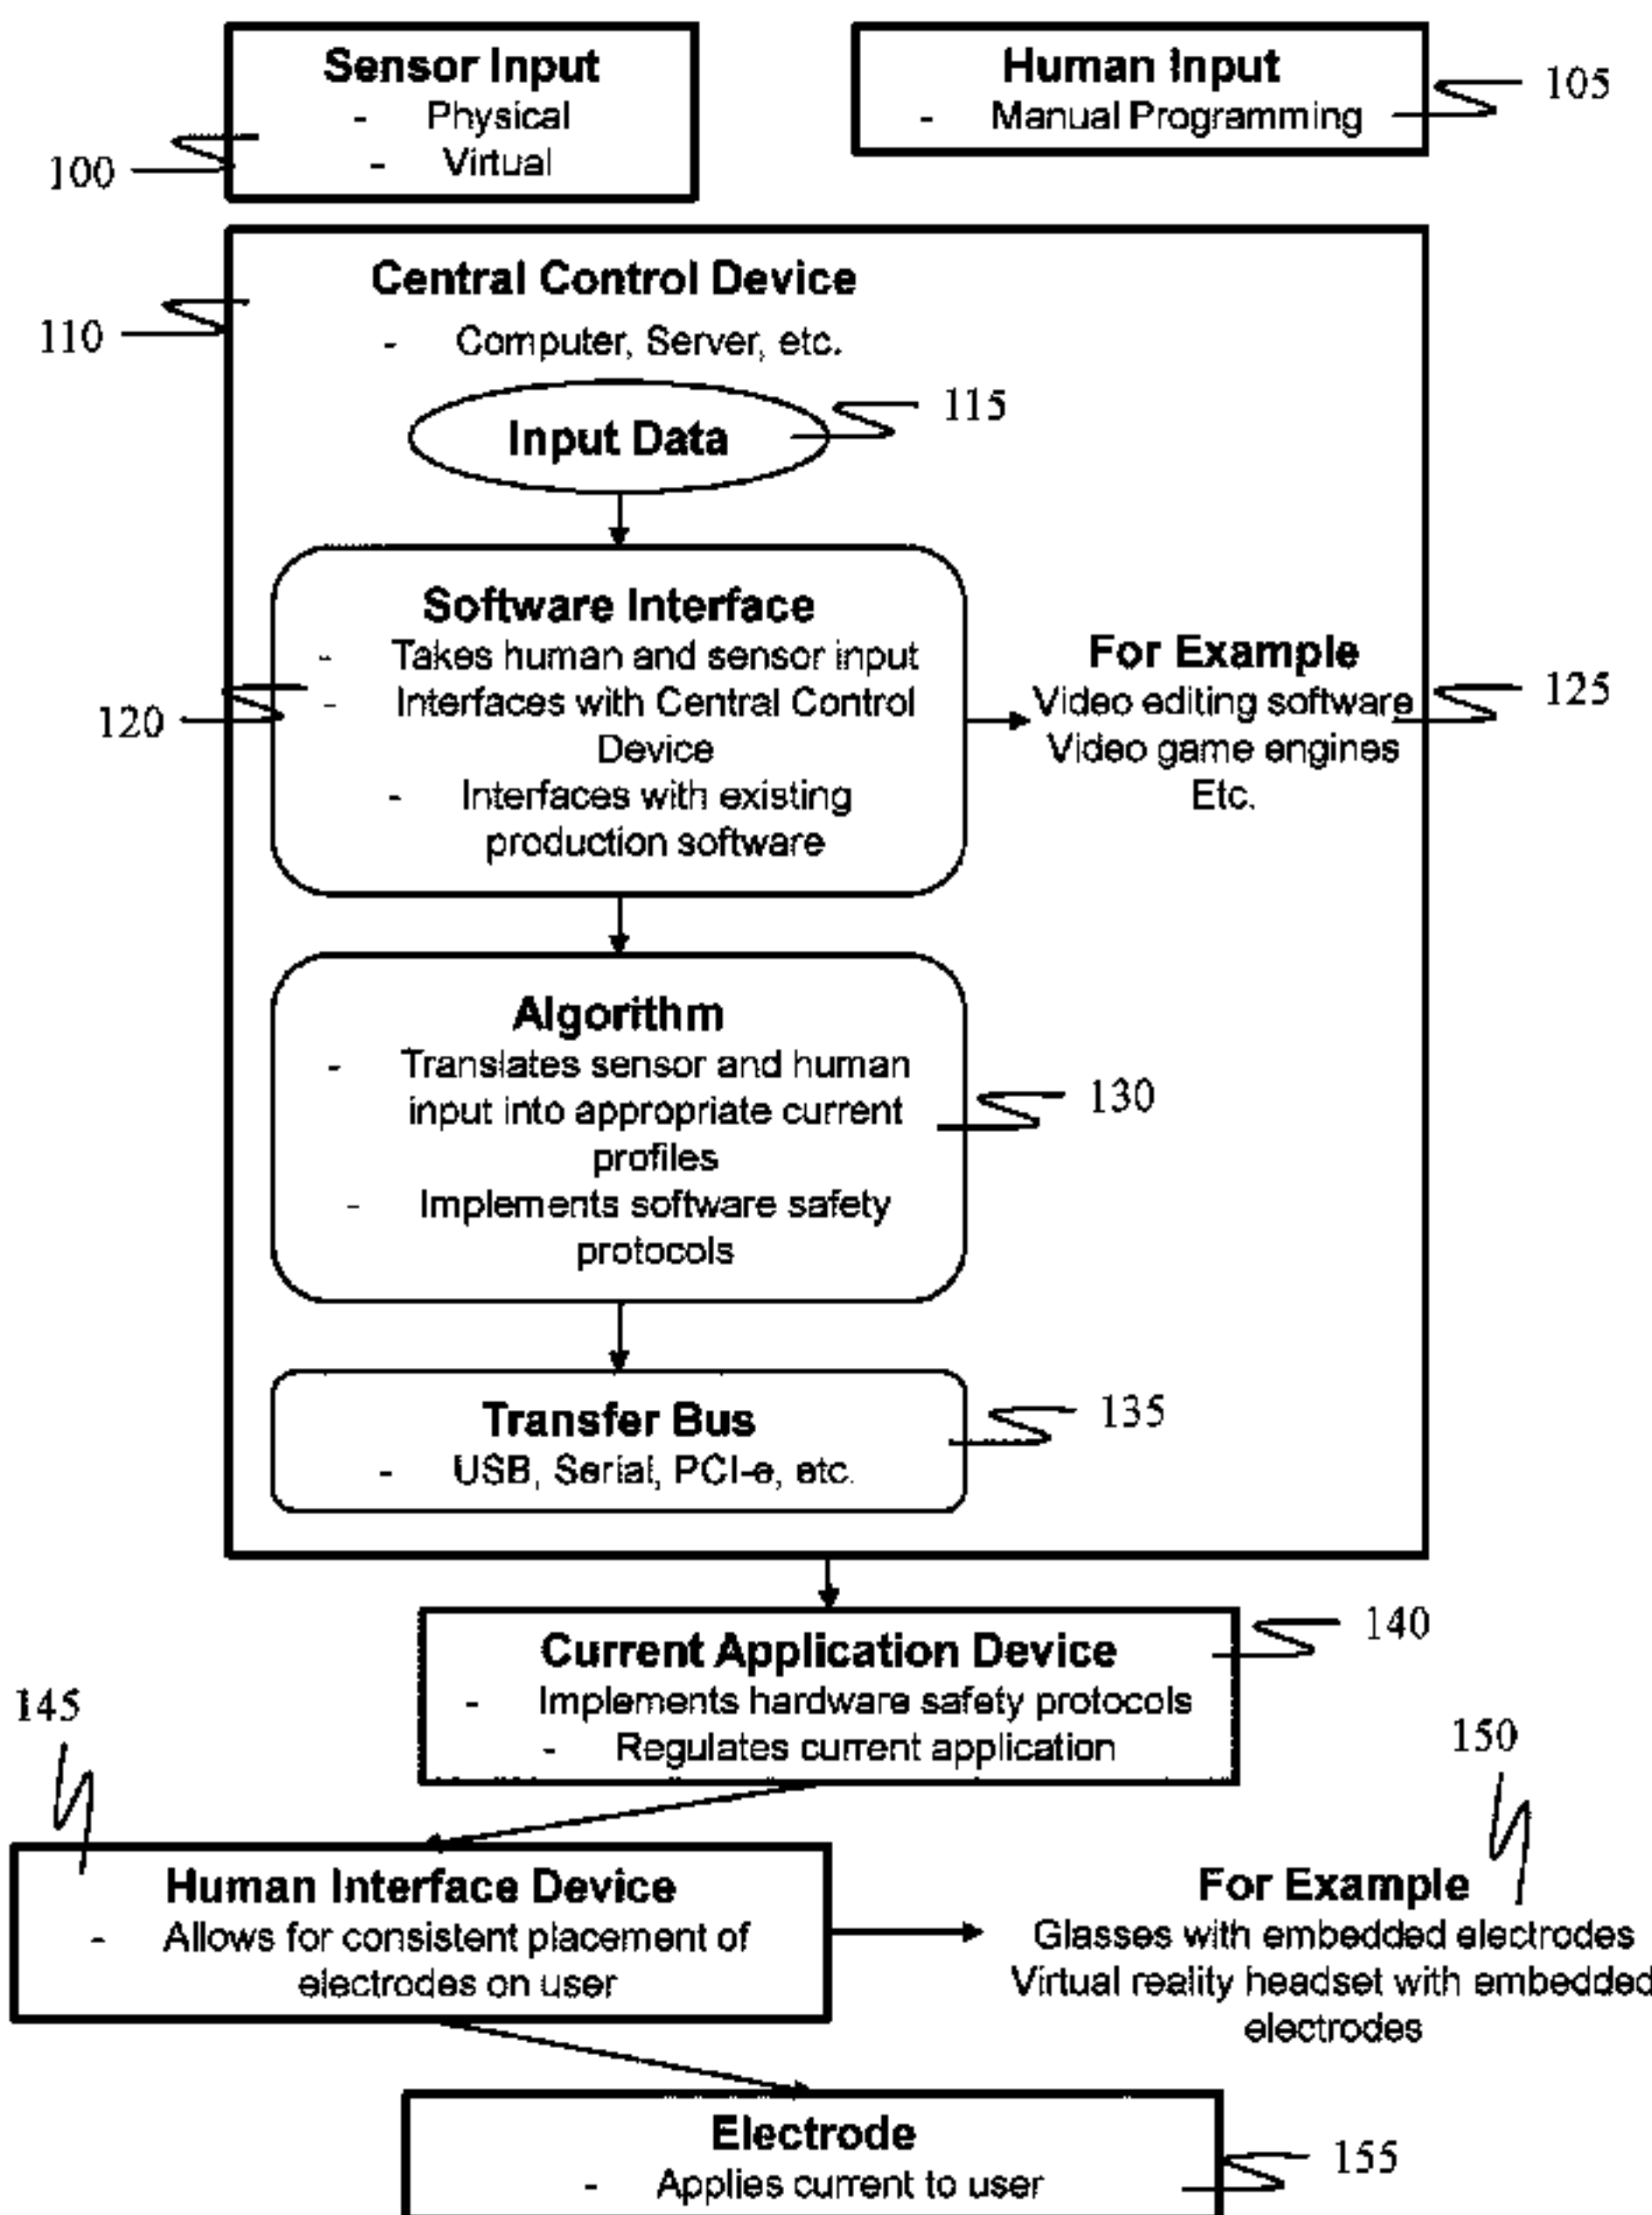 Sensor Input
- Physical
- Virtual
100
Human Input
- Manual Programming
105
Central Control Device
- Computer, Server, etc.
110
Input Data
115
Software Interface
- Takes human and sensor input
- Interfaces with Central Control
Device
- Interfaces with existing
production software
120
For Example
Video editing software
Video game engines
Etc.
125
Algorithm
- Translates sensor and human
input into appropriate current
profiles
- Implements software safety
protocols
130
Transfer Bus
- USB, Serial, PCI-e, etc.
135
Current Application Device
- Implements hardware safety protocols
- Regulates current application
140
145
Human Interface Device
- Allows for consistent placement of
electrodes on user
150
For Example
Glasses with embedded electrodes
Virtual reality headset with embedded
electrodes
Electrode
- Applies current to user
155